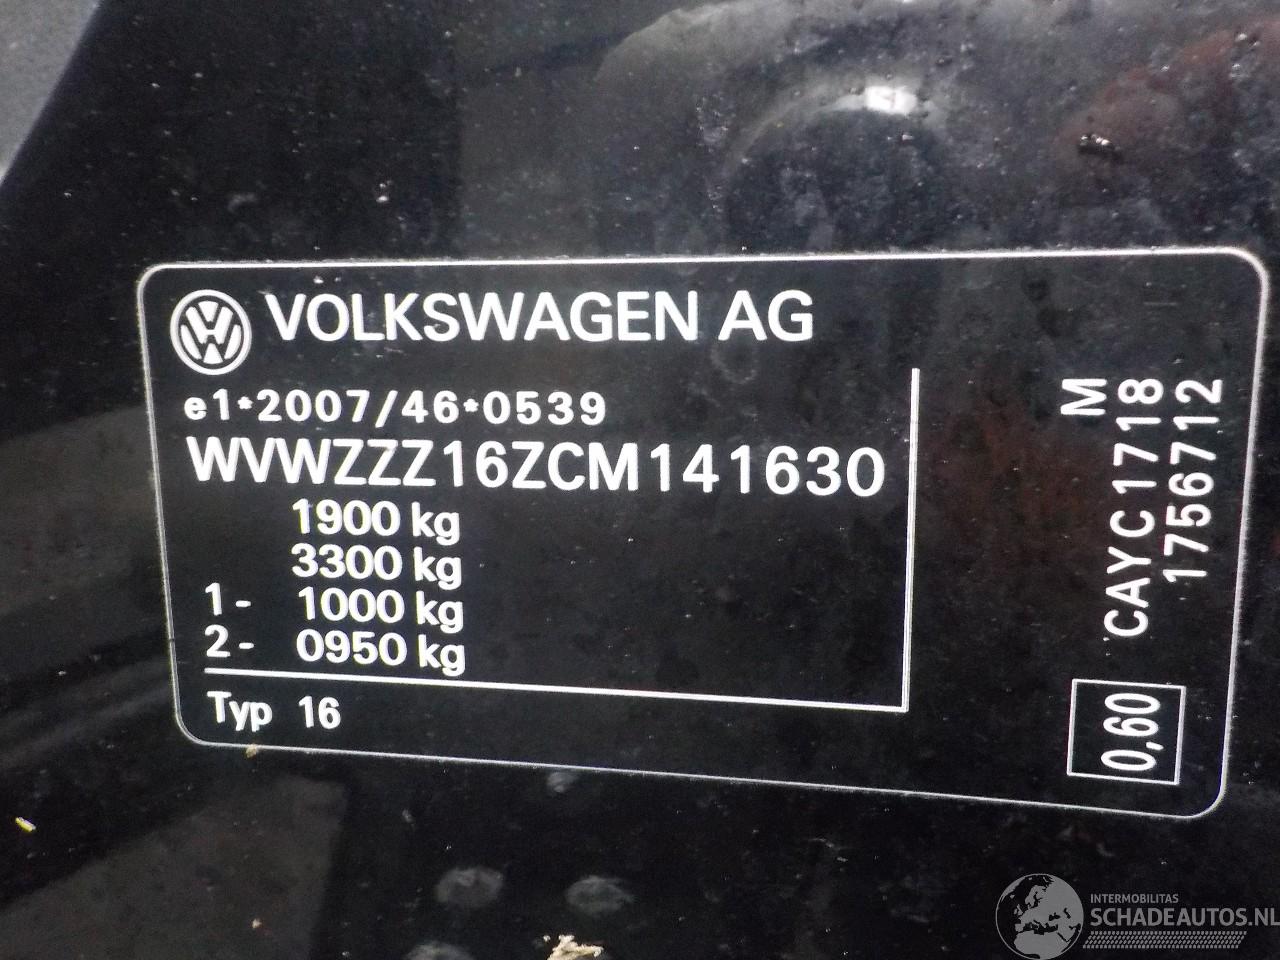 VOLKSWAGEN AG
e1*2007/46*0539
WVWZZZ16ZCM141630
1900 kg
3300 kg
1- 1000 kg
2- 0950 kg
Typ 16
M
CAYC1718
1756712
0,60
INTERMOBILITAS
SCHADEAUTOS.NL